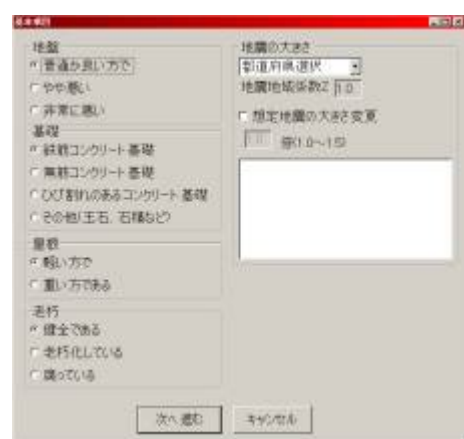 基本項目
地盤
普通か良い方で
やや悪い
非常に悪い
基礎
鉄筋コンクリート基礎
無筋コンクリート基礎
ひび割れのあるコンクリート基礎
その他(玉石、石積など)
屋根
軽い方で
重い方である
老朽
健全である
老朽化している
腐っている
地震の大きさ
都道府県選択
地震地域係数Z 1.0
想定地震の大きさ変更
1.0 倍(1.0～1.5)
次へ進む
キャンセル